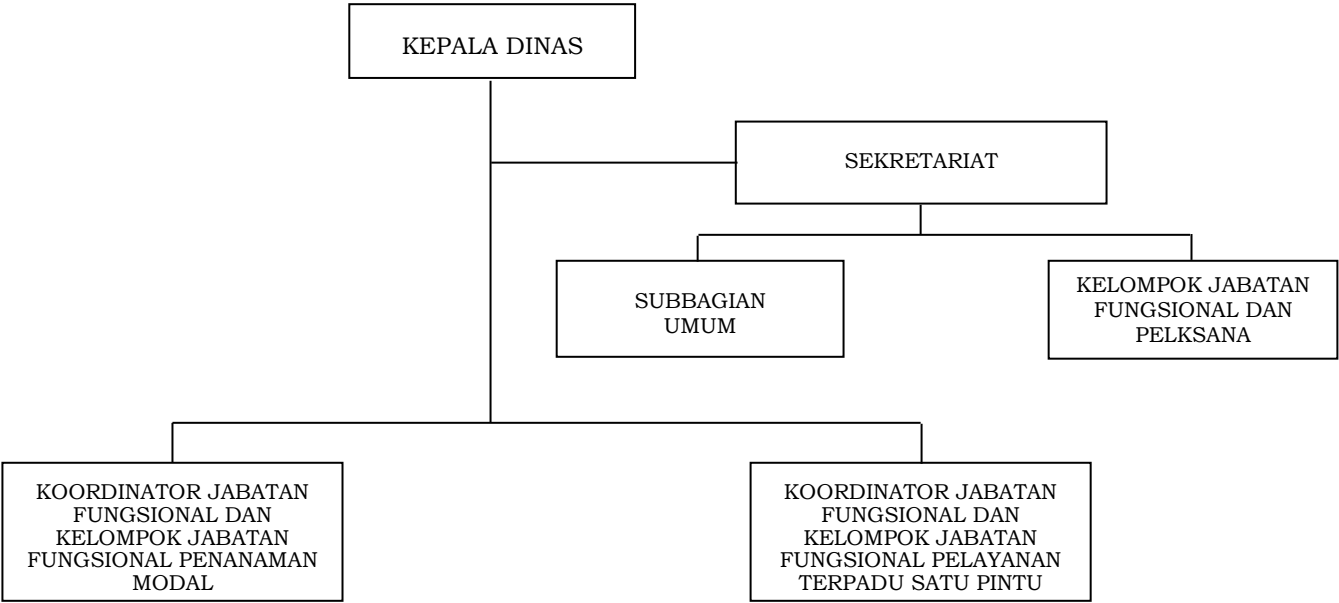 KEPALA DINAS
SEKRETARIAT
SUBBAGIAN
UMUM
KELOMPOK JABATAN
FUNGSIONAL DAN
PELKSANA
KOORDINATOR JABATAN
FUNGSIONAL DAN
KELOMPOK JABATAN
FUNGSIONAL PENANAMAN
MODAL
KOORDINATOR JABATAN
FUNGSIONAL DAN
KELOMPOK JABATAN
FUNGSIONAL PELAYANAN
TERPADU SATU PINTU